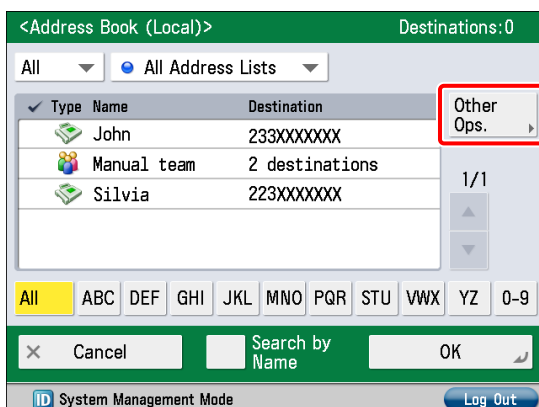 <Address Book (Local)> Destinations:0
All All Address Lists
Type Name Destination
Other Ops.
John 233XXXXXXX
Manual team 2 destinations
1/1
Silvia 223XXXXXXX
All ABC DEF GHI JKL MNO PQR STU VWX YZ 0-9
Cancel Search by Name OK
ID System Management Mode Log Out